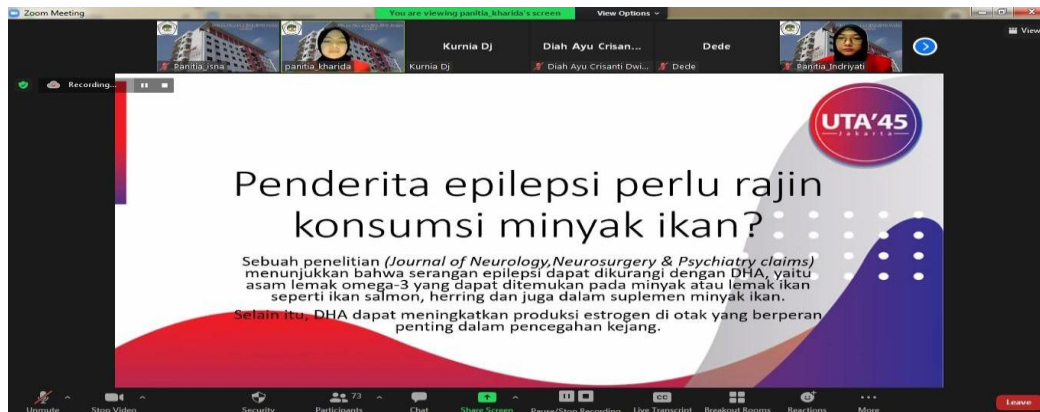 Zoom Meeting
You are viewing panitia_kharida's screen
View Options
View
Panitia_isna
panitia_kharida
Kurnia Dj
Kurnia Dj
Diah Ayu Crisan...
Diah Ayu Crisanti Dwi...
Dede
Dede
Panitia_Indriyati
Recording...
UTA'45
Jakarta
Penderita epilepsi perlu rajin
konsumsi minyak ikan?
Sebuah penelitian (Journal of Neurology,Neurosurgery & Psychiatry claims)
menunjukkan bahwa serangan epilepsi dapat dikurangi dengan DHA, yaitu
asam lemak omega-3 yang dapat ditemukan pada minyak atau lemak ikan
seperti ikan salmon, herring dan juga dalam suplemen minyak ikan.
Selain itu, DHA dapat meningkatkan produksi estrogen di otak yang berperan
penting dalam pencegahan kejang.
Unmute
Stop Video
Security
73
Participants
Chat
Share Screen
Pause/Stop Recording
CC
Live Transcript
Breakout Rooms
Reactions
More
Leave